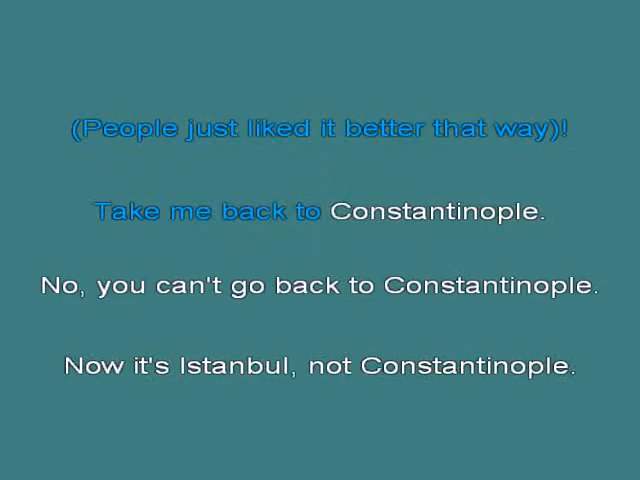 (People just liked it better that way)!
Take me back to Constantinople.
No, you can't go back to Constantinople.
Now it's Istanbul, not Constantinople.